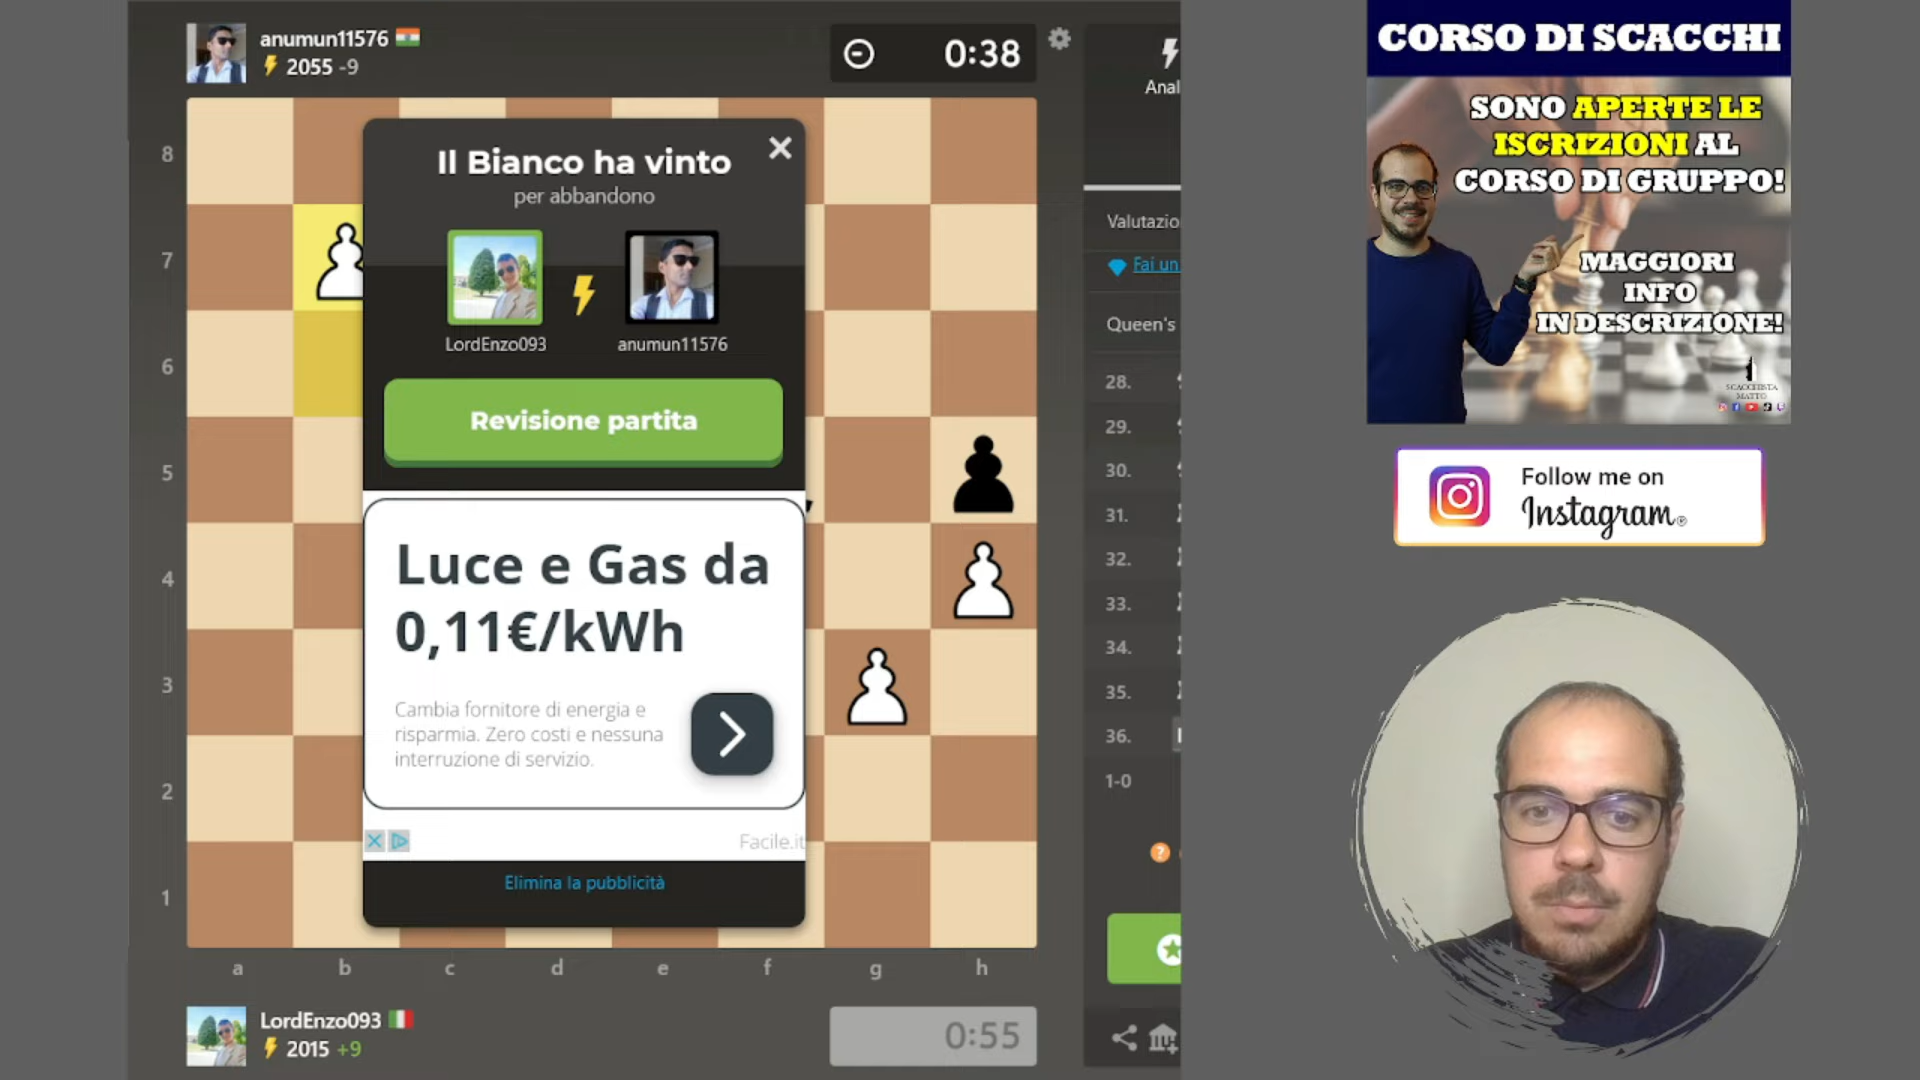 anumun11576
2055 -9
0:38
Anal
8
7
6
5
4
3
2
1
a b c d e f g h
Il Bianco ha vinto
per abbandono
LordEnzo093
anumun11576
Revisione partita
Luce e Gas da
0,11€/kWh
Cambia fornitore di energia e
risparmia. Zero costi e nessuna
interruzione di servizio.
Facile.it
Elimina la pubblicità
Valutazio
Fai un
Queen's
28.
29.
30.
31.
32.
33.
34.
35.
36.
1-0
LordEnzo093
2015 +9
0:55
CORSO DI SCACCHI
SONO APERTE LE
ISCRIZIONI AL
CORSO DI GRUPPO!
MAGGIORI
INFO
IN DESCRIZIONE!
SCACCHISTA
MATTO
Follow me on
Instagram®